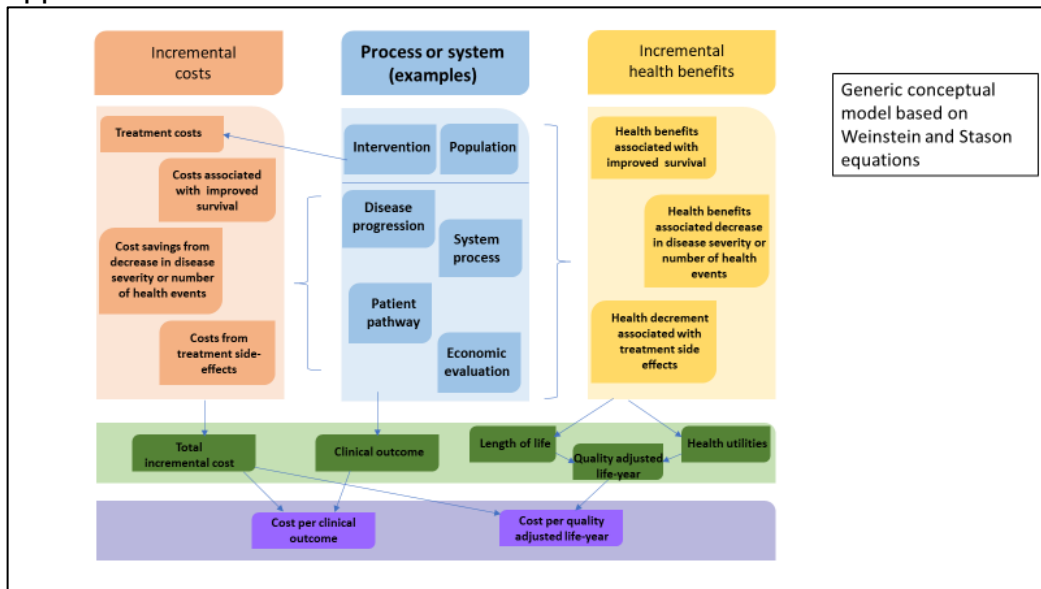 Incremental
costs
Process or system
(examples)
Incremental
health benefits
Generic conceptual
model based on
Weinstein and Stason
equations
Treatment costs
Costs associated
with improved
survival
Cost savings from
decrease in disease
severity or number
of health events
Costs from
treatment side-
effects
Intervention
Population
Disease
progression
System
process
Patient
pathway
Economic
evaluation
Health benefits
associated with
improved survival
Health benefits
associated decrease
in disease severity or
number of health
events
Health decrement
associated with
treatment side
effects
Total
incremental cost
Clinical outcome
Length of life
Health utilities
Quality adjusted
life-year
Cost per clinical
outcome
Cost per quality
adjusted life-year